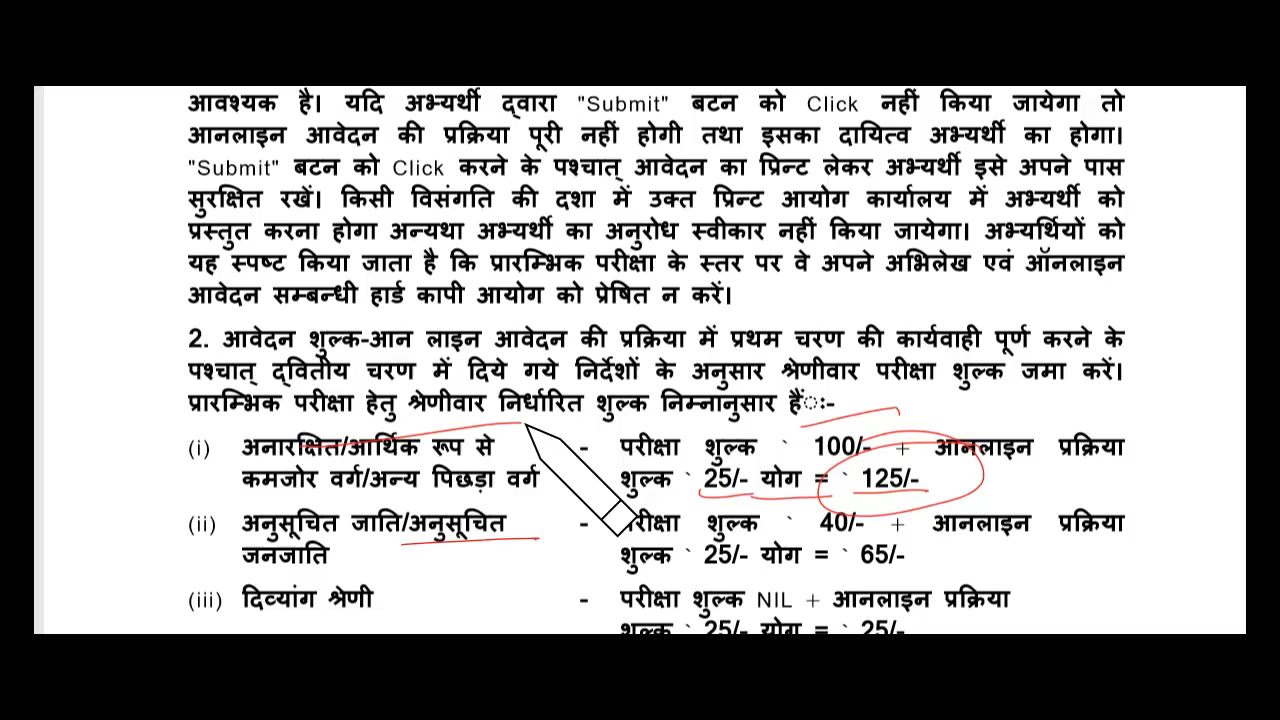 आवश्यक है। यदि अभ्यर्थी द्वारा "Submit" बटन को Click नहीं किया जायेगा तो
आनलाइन आवेदन की प्रक्रिया पूरी नहीं होगी तथा इसका दायित्व अभ्यर्थी का होगा।
"Submit" बटन को Click करने के पश्चात् आवेदन का प्रिन्ट लेकर अभ्यर्थी इसे अपने पास
सुरक्षित रखें। किसी विसंगति की दशा में उक्त प्रिन्ट आयोग कार्यालय में अभ्यर्थी को
प्रस्तुत करना होगा अन्यथा अभ्यर्थी का अनुरोध स्वीकार नहीं किया जायेगा। अभ्यर्थियों को
यह स्पष्ट किया जाता है कि प्रारम्भिक परीक्षा के स्तर पर वे अपने अभिलेख एवं ऑनलाइन
आवेदन सम्बन्धी हार्ड कापी आयोग को प्रेषित न करें।
2. आवेदन शुल्क-आन लाइन आवेदन की प्रक्रिया में प्रथम चरण की कार्यवाही पूर्ण करने के
पश्चात् द्वितीय चरण में दिये गये निर्देशों के अनुसार श्रेणीवार परीक्षा शुल्क जमा करें।
प्रारम्भिक परीक्षा हेतु श्रेणीवार निर्धारित शुल्क निम्नानुसार हैंः-
(i) अनारक्षित/आर्थिक रूप से - परीक्षा शुल्क ` 100/- + आनलाइन प्रक्रिया
कमजोर वर्ग/अन्य पिछड़ा वर्ग शुल्क ` 25/- योग = ` 125/-
(ii) अनुसूचित जाति/अनुसूचित - परीक्षा शुल्क ` 40/- + आनलाइन प्रक्रिया
जनजाति शुल्क ` 25/- योग = ` 65/-
(iii) दिव्यांग श्रेणी - परीक्षा शुल्क NIL + आनलाइन प्रक्रिया
शुल्क ` 25/- योग = ` 25/-